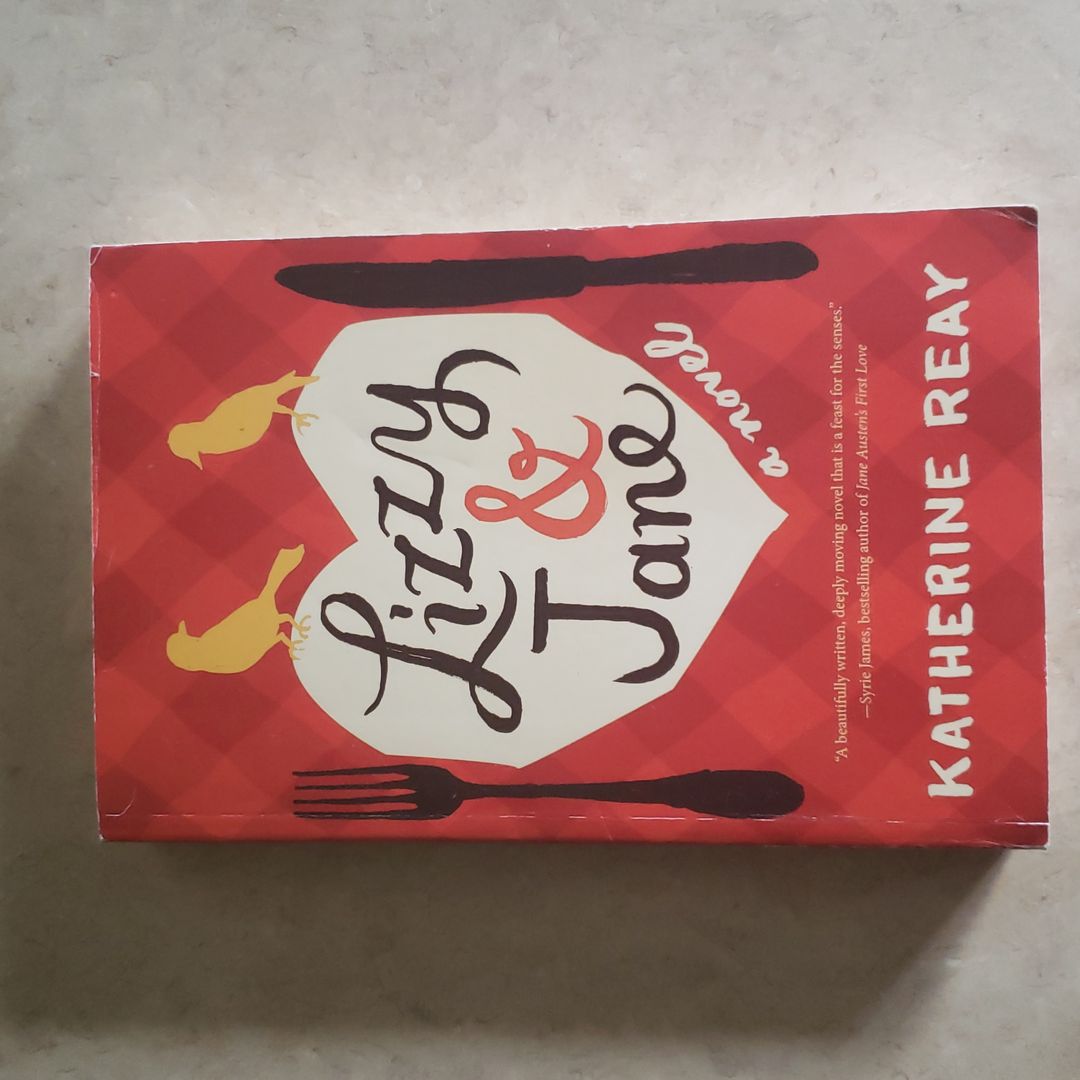 Lizzy
&
Jane
a novel
“A beautifully written, deeply moving novel that is a feast for the senses.”
—Syrie James, bestselling author of Jane Austen's First Love
KATHERINE REAY